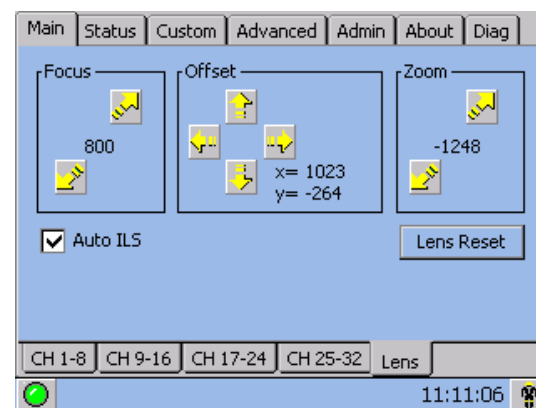 Main Status Custom Advanced Admin About Diag
Focus Offset Zoom
800 -1248
x= 1023
y= -264
Auto ILS Lens Reset
CH 1-8 CH 9-16 CH 17-24 CH 25-32 Lens
11:11:06